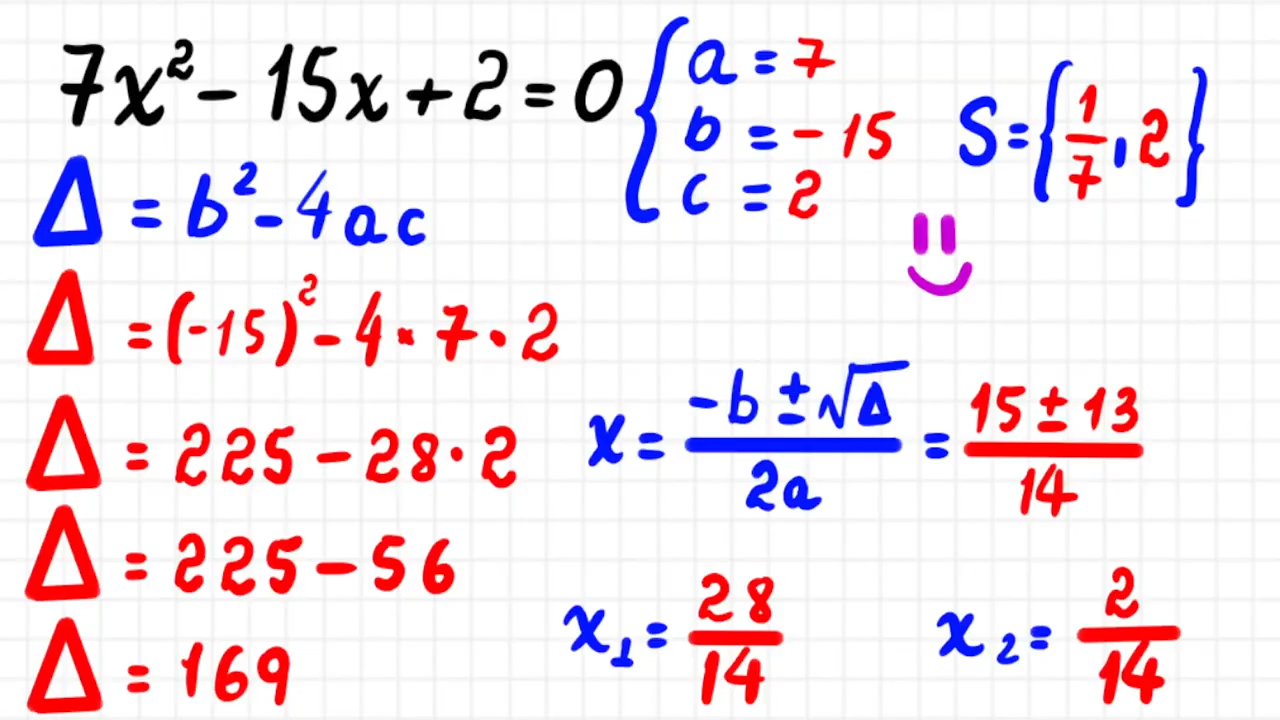 7x² - 15x + 2 = 0
{ a = 7
b = - 15
c = 2
S = { 1/7 , 2 }
Δ = b² - 4ac
Δ = (-15)² - 4 · 7 · 2
Δ = 225 - 28 · 2
Δ = 225 - 56
Δ = 169
x = (-b ± √Δ)/2a = (15 ± 13)/14
x₁ = 28/14
x₂ = 2/14